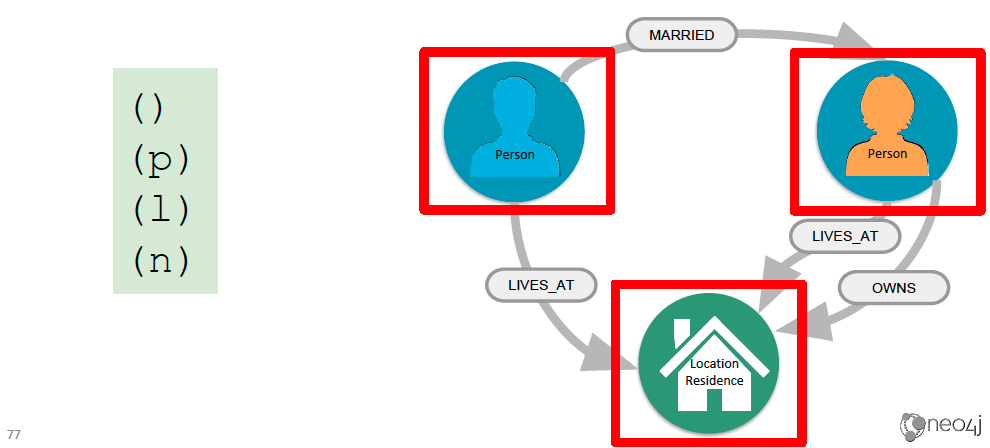 ()
(p)
(l)
(n)
MARRIED
Person
Person
LIVES_AT
LIVES_AT
OWNS
Location
Residence
77
neo4j